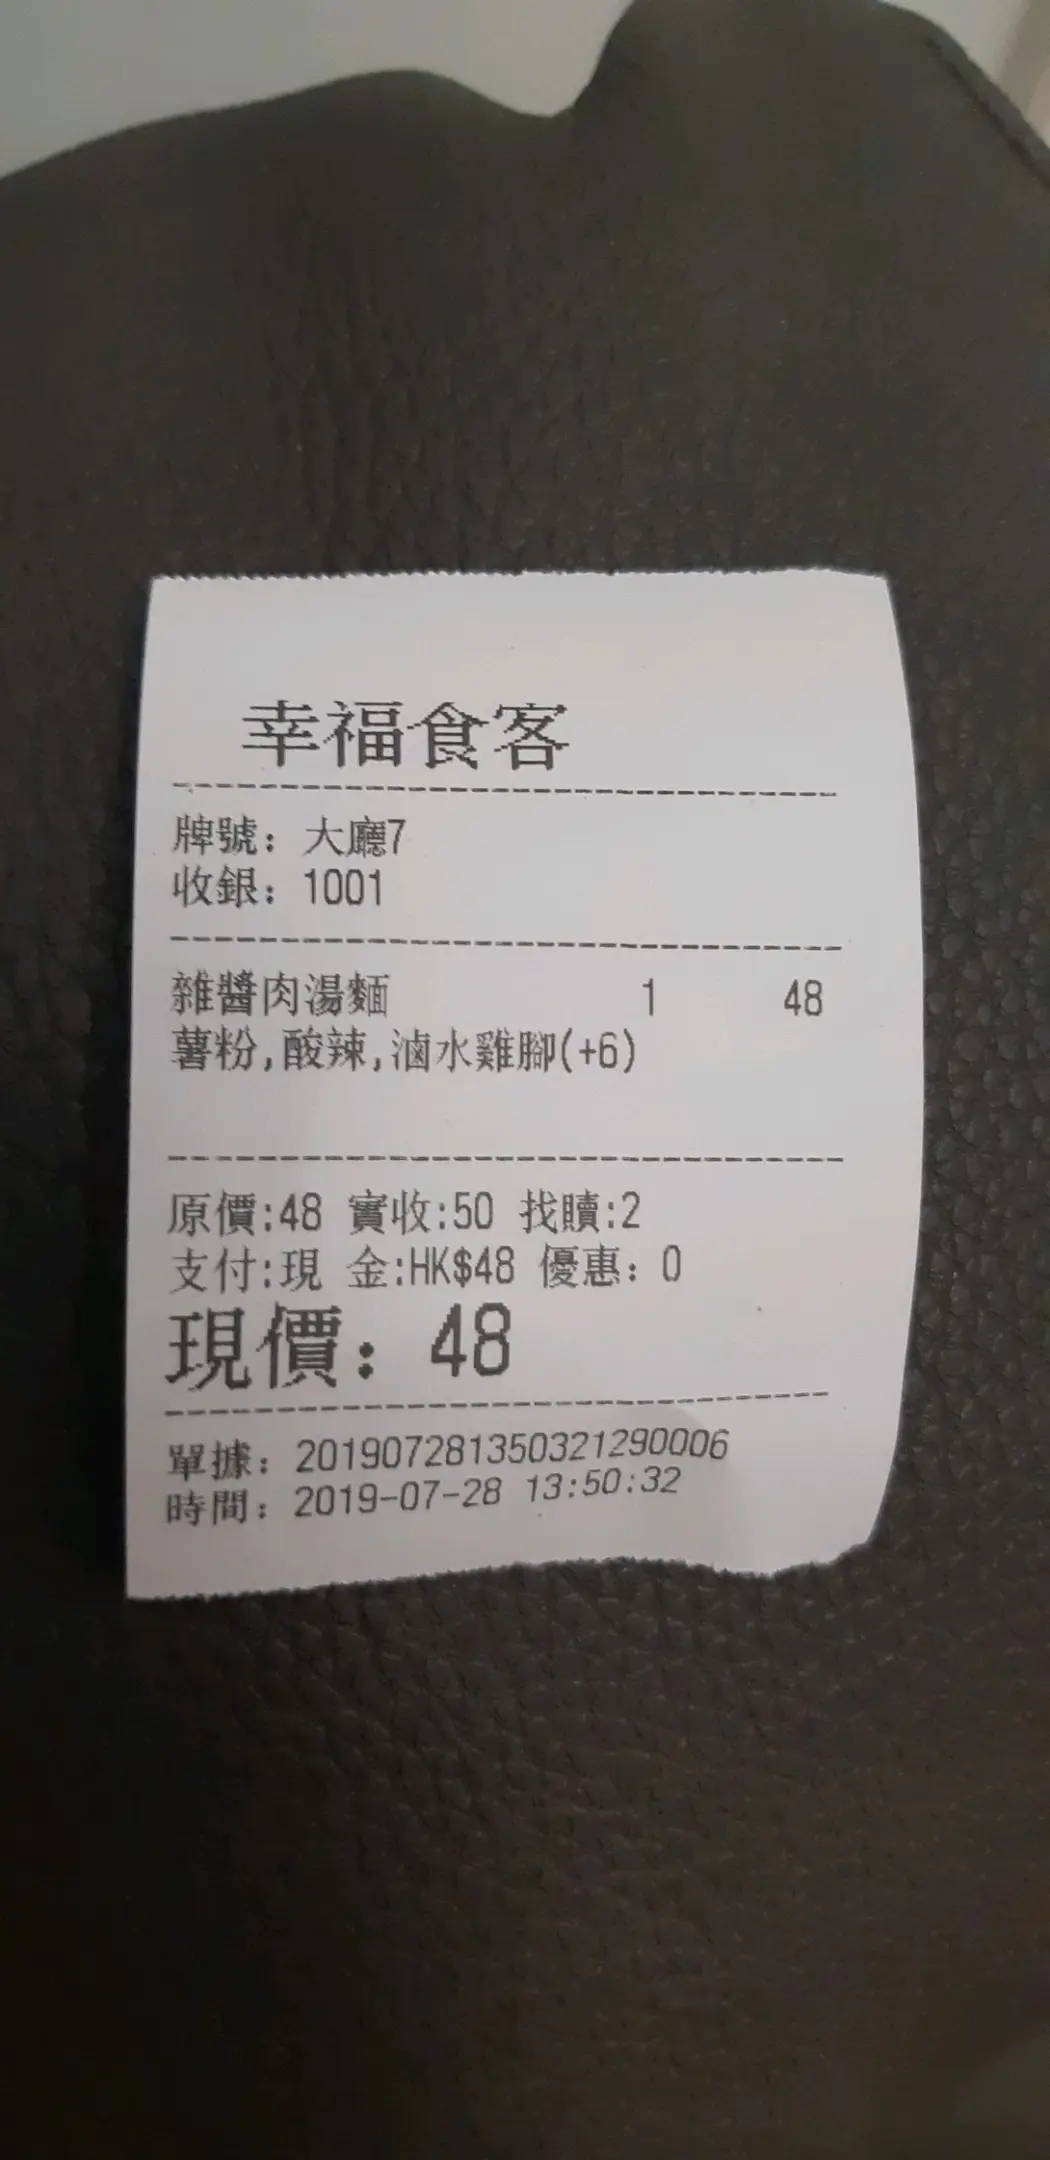 幸福食客
牌號：大廳7
收銀：1001
雜醬肉湯麵 1 48
薯粉,酸辣,滷水雞腳(+6)
原價:48 實收:50 找贖:2
支付:現 金:HK$48 優惠：0
現價：48
單據：201907281350321290006
時間：2019-07-28 13:50:32